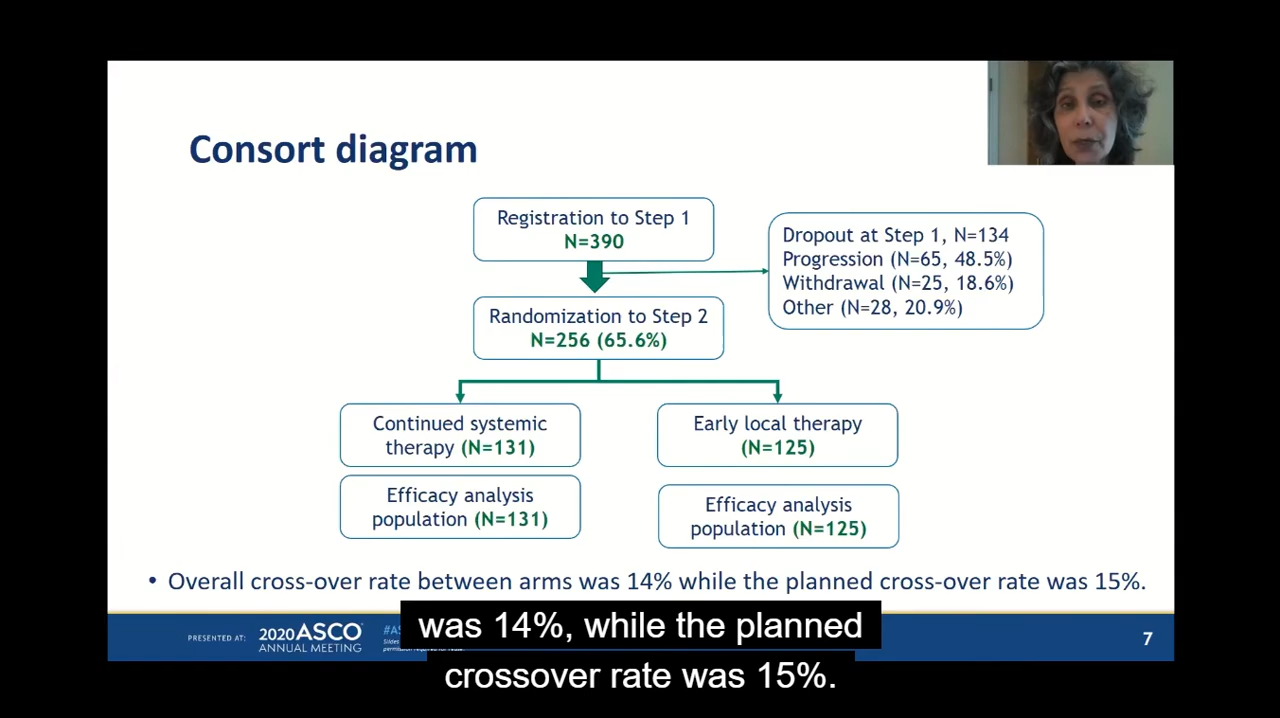 Consort diagram
Registration to Step 1
N=390
Dropout at Step 1, N=134
Progression (N=65, 48.5%)
Withdrawal (N=25, 18.6%)
Other (N=28, 20.9%)
Randomization to Step 2
N=256 (65.6%)
Continued systemic
therapy (N=131)
Early local therapy
(N=125)
Efficacy analysis
population (N=131)
Efficacy analysis
population (N=125)
• Overall cross-over rate between arms was 14% while the planned cross-over rate was 15%.
PRESENTED AT:
2020 ASCO
ANNUAL MEETING
7
was 14%, while the planned
crossover rate was 15%.